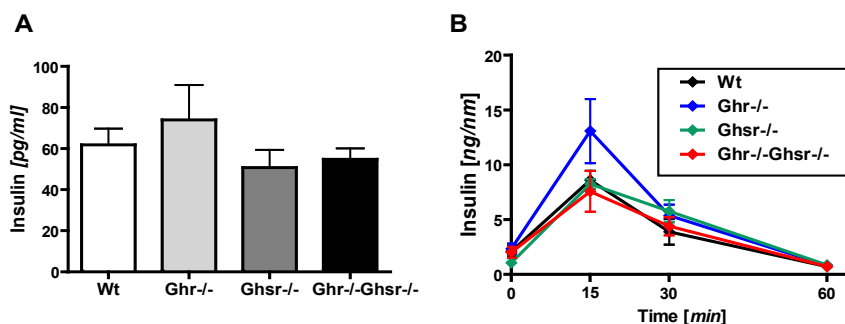 A
Insulin [pg/ml]
100
80
60
40
20
0
Wt
Ghr-/-
Ghsr-/-
Ghr-/-Ghsr-/-
B
Insulin [ng/nm]
20
15
10
5
0
0
15
30
60
Time [min]
Wt
Ghr-/-
Ghsr-/-
Ghr-/-Ghsr-/-